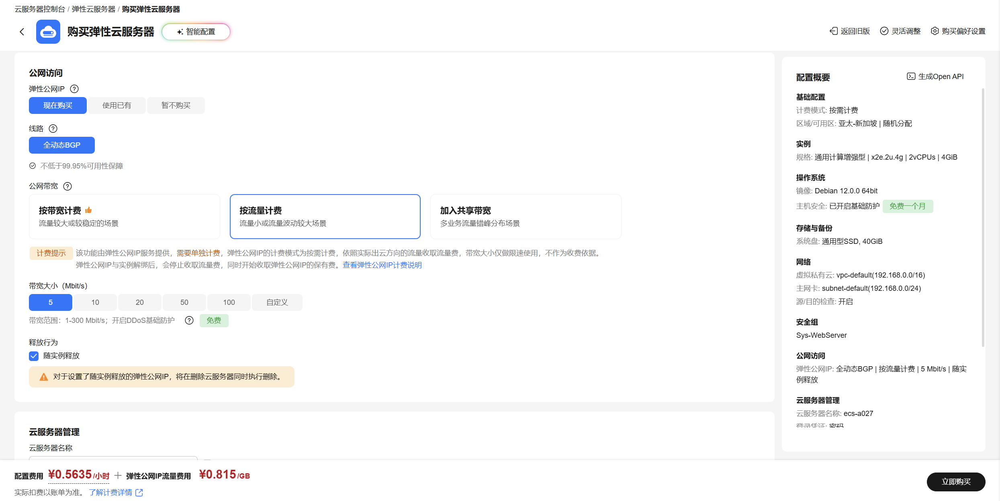 云服务器控制台 / 弹性云服务器 / 购买弹性云服务器
购买弹性云服务器
智能配置
返回旧版
灵活调整
购买偏好设置
公网访问
弹性公网IP
现在购买
使用已有
暂不购买
线路
全动态BGP
不低于99.95%可用性保障
公网带宽
按带宽计费
流量较大或较稳定的场景
按流量计费
流量小或流量波动较大场景
加入共享带宽
多业务流量错峰分布场景
计费提示 该功能由弹性公网IP服务提供，需要单独计费，弹性公网IP的计费模式为按需计费，依照实际出云方向的流量收取流量费，带宽大小仅做限速使用，不作为收费依据。
弹性公网IP与实例解绑后，会停止收取流量费，同时开始收取弹性公网IP的保有费。查看弹性公网IP计费说明
带宽大小（Mbit/s）
5
10
20
50
100
自定义
带宽范围：1-300 Mbit/s；开启DDoS基础防护
免费
释放行为
随实例释放
对于设置了随实例释放的弹性公网IP，将在删除云服务器同时执行删除。
云服务器管理
云服务器名称
配置概要
生成Open API
基础配置
计费模式: 按需计费
区域/可用区: 亚太-新加坡 | 随机分配
实例
规格: 通用计算增强型 | x2e.2u.4g | 2vCPUs | 4GiB
操作系统
镜像: Debian 12.0.0 64bit
主机安全: 已开启基础防护 免费一个月
存储与备份
系统盘: 通用型SSD, 40GiB
网络
虚拟私有云: vpc-default(192.168.0.0/16)
主网卡: subnet-default(192.168.0.0/24)
源/目的检查: 开启
安全组
Sys-WebServer
公网访问
弹性公网IP: 全动态BGP | 按流量计费 | 5 Mbit/s | 随实
例释放
云服务器管理
云服务器名称: ecs-a027
登录凭证: 密码
配置费用 ¥0.5635/小时 + 弹性公网IP流量费用 ¥0.815/GB
实际扣费以账单为准。 了解计费详情
立即购买